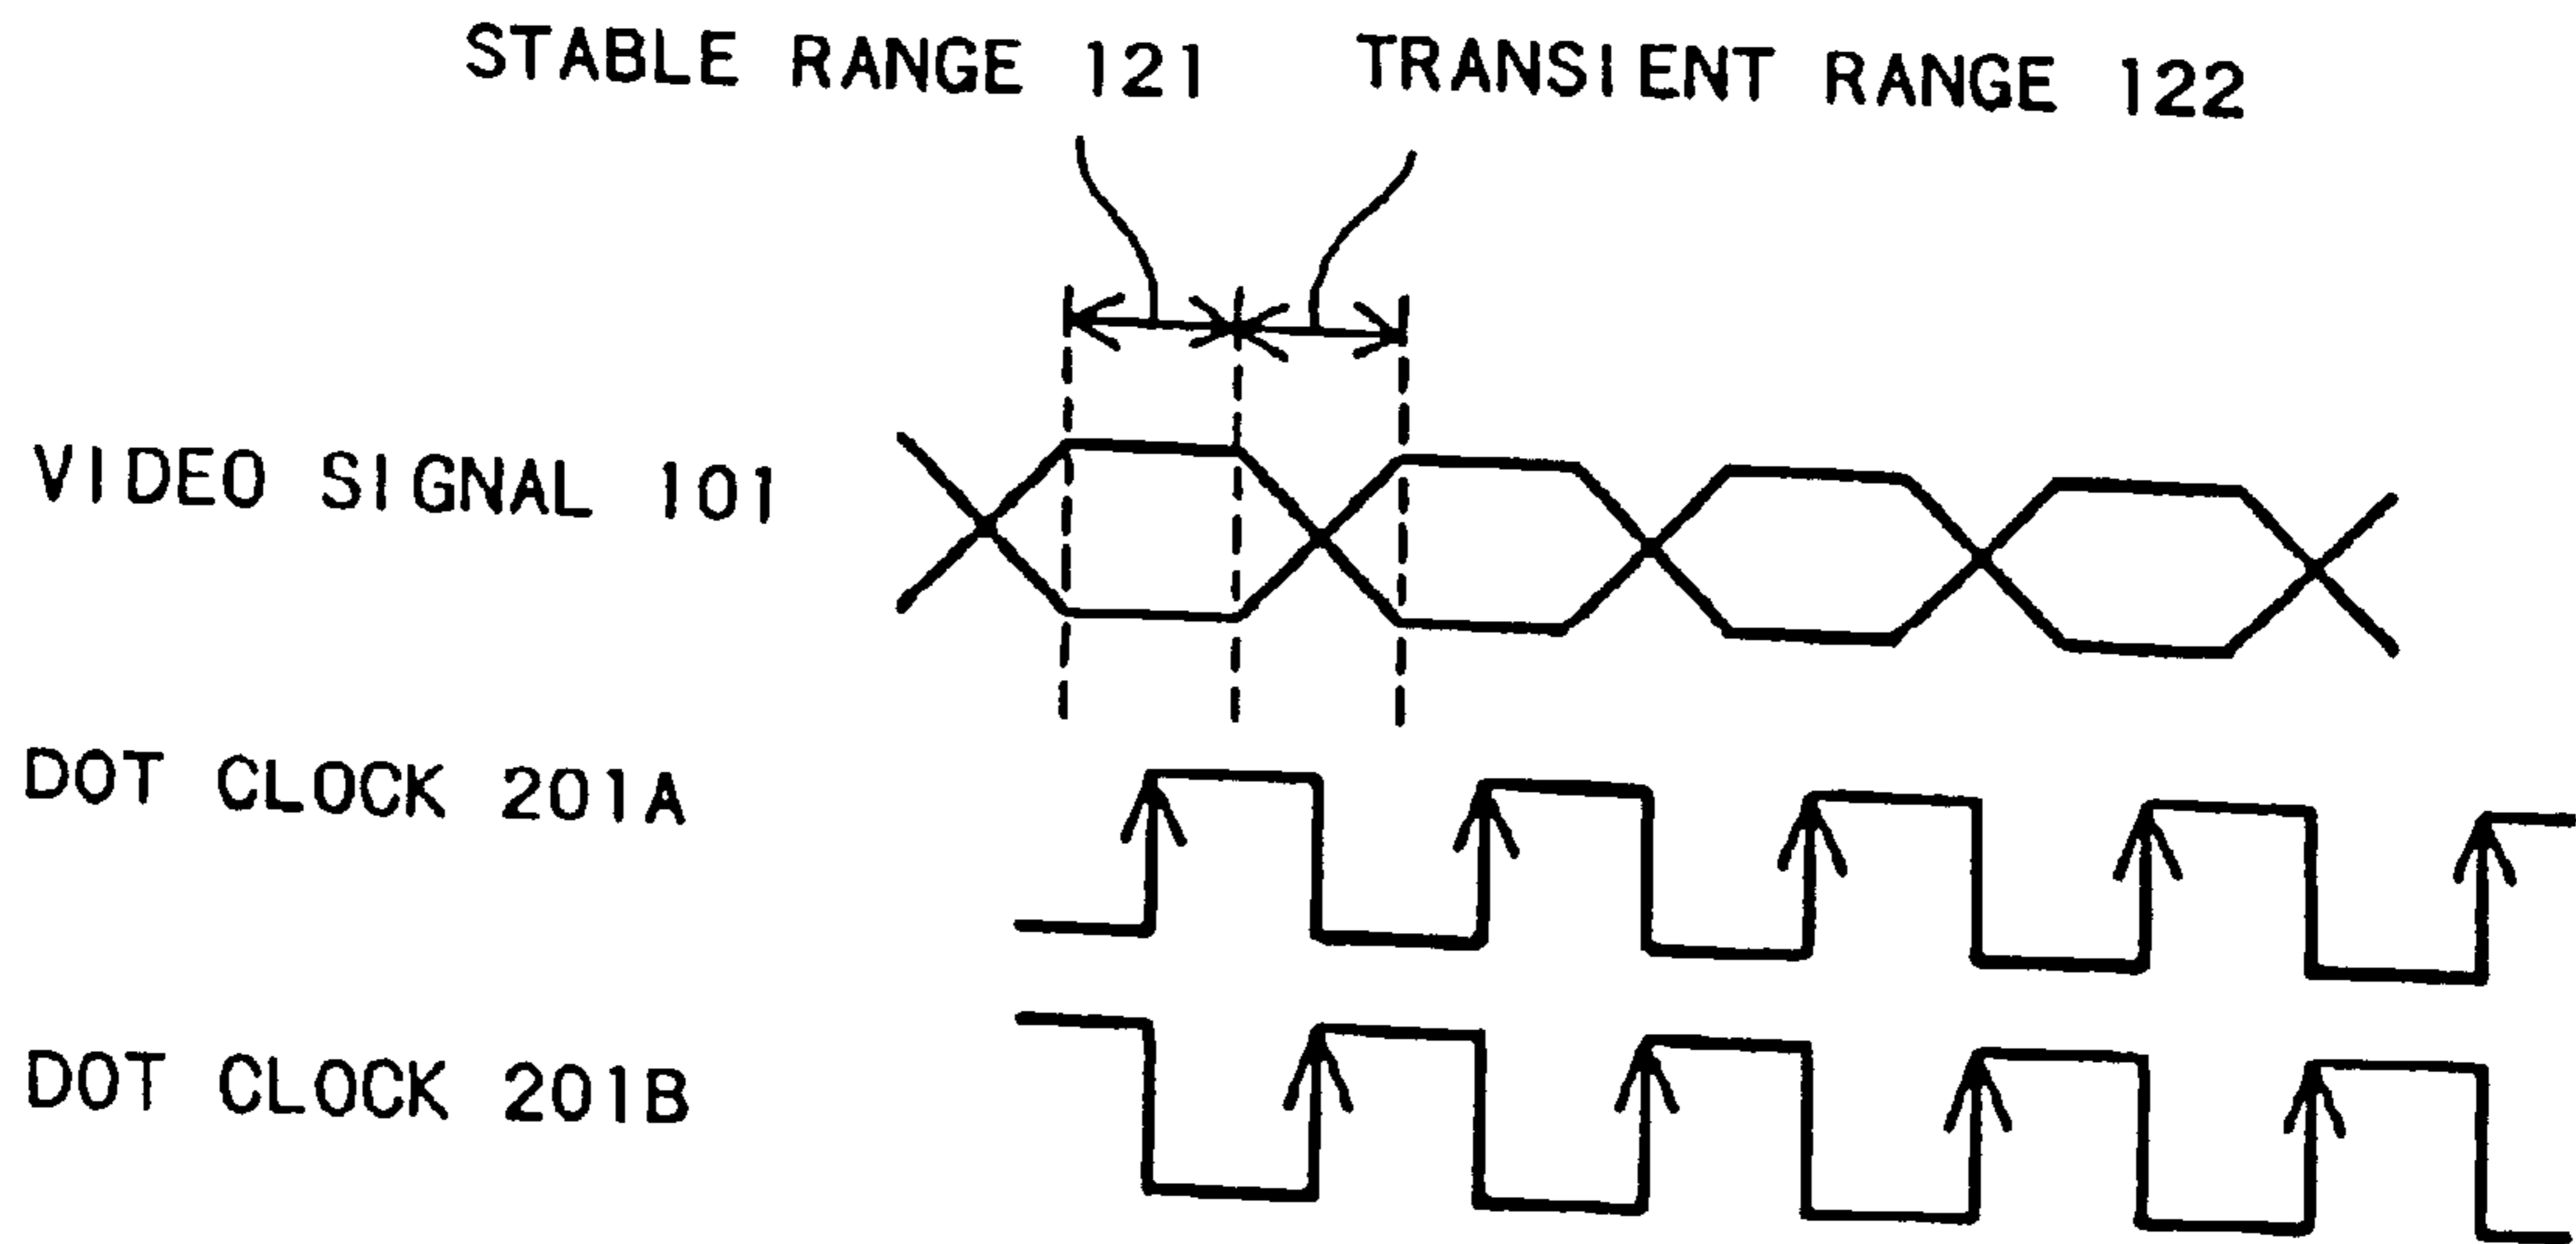 STABLE RANGE 121
TRANSIENT RANGE 122
VIDEO SIGNAL 101
DOT CLOCK 201A
DOT CLOCK 201B